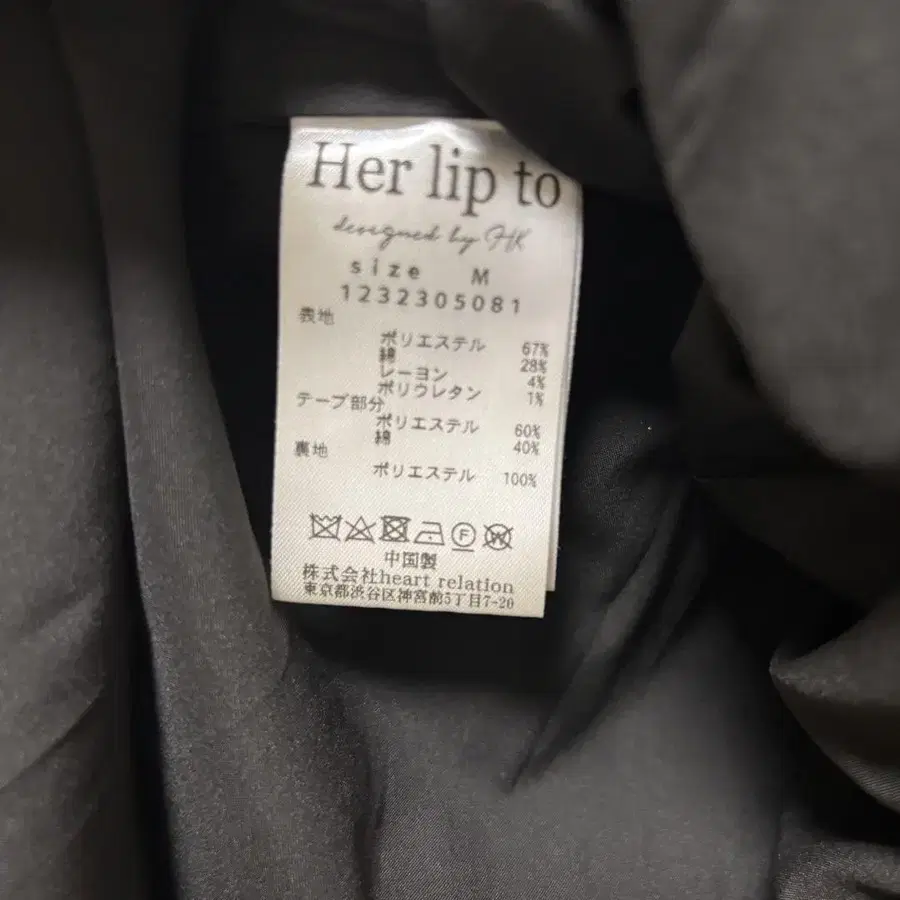 Her lip to
designed by HK
size M
1232305081
表地
ポリエステル 67%
綿 28%
レーヨン 4%
ポリウレタン 1%
テープ部分
ポリエステル 60%
綿 40%
裏地
ポリエステル 100%
F W
中国製
株式会社heart relation
東京都渋谷区神宮前5丁目7-20